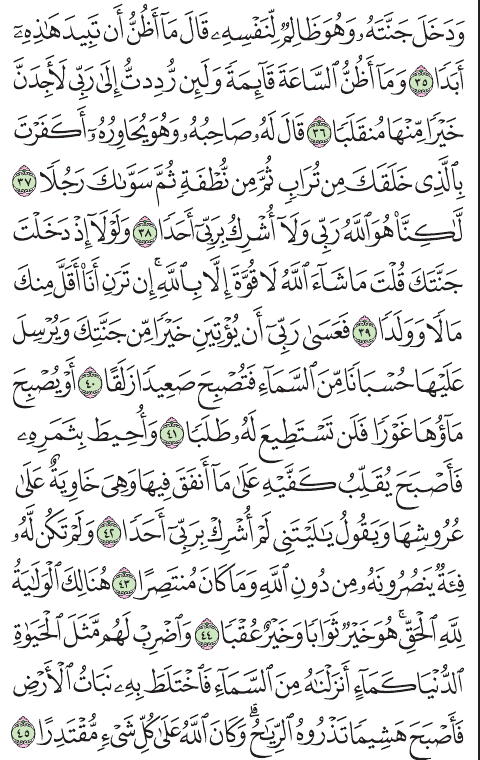 وَدَخَلَ جَنَّتَهُۥ وَهُوَ ظَالِمٌ لِّنَفْسِهِۦ قَالَ مَآ أَظُنُّ أَن تَبِيدَ هَٰذِهِۦٓ
أَبَدًا ٣٥ وَمَآ أَظُنُّ ٱلسَّاعَةَ قَآئِمَةً وَلَئِن رُّدِدتُّ إِلَىٰ رَبِّى لَأَجِدَنَّ
خَيْرًا مِّنْهَا مُنقَلَبًا ٣٦ قَالَ لَهُۥ صَاحِبُهُۥ وَهُوَ يُحَاوِرُهُۥٓ أَكَفَرْتَ
بِٱلَّذِى خَلَقَكَ مِن تُرَابٍ ثُمَّ مِن نُّطْفَةٍ ثُمَّ سَوَّىٰكَ رَجُلًا ٣٧
لَّٰكِنَّا۠ هُوَ ٱللَّهُ رَبِّى وَلَآ أُشْرِكُ بِرَبِّىٓ أَحَدًا ٣٨ وَلَوْلَآ إِذْ دَخَلْتَ
جَنَّتَكَ قُلْتَ مَا شَآءَ ٱللَّهُ لَا قُوَّةَ إِلَّا بِٱللَّهِ ۚ إِن تَرَنِ أَنَا۠ أَقَلَّ مِنكَ
مَالًا وَوَلَدًا ٣٩ فَعَسَىٰ رَبِّىٓ أَن يُؤْتِيَنِ خَيْرًا مِّن جَنَّتِكَ وَيُرْسِلَ
عَلَيْهَا حُسْبَانًا مِّنَ ٱلسَّمَآءِ فَتُصْبِحَ صَعِيدًا زَلَقًا ٤٠ أَوْ يُصْبِحَ
مَآؤُهَا غَوْرًا فَلَن تَسْتَطِيعَ لَهُۥ طَلَبًا ٤١ وَأُحِيطَ بِثَمَرِهِۦ
فَأَصْبَحَ يُقَلِّبُ كَفَّيْهِ عَلَىٰ مَآ أَنفَقَ فِيهَا وَهِىَ خَاوِيَةٌ عَلَىٰ
عُرُوشِهَا وَيَقُولُ يَٰلَيْتَنِى لَمْ أُشْرِكْ بِرَبِّىٓ أَحَدًا ٤٢ وَلَمْ تَكُن لَّهُۥ
فِئَةٌ يَنصُرُونَهُۥ مِن دُونِ ٱللَّهِ وَمَا كَانَ مُنتَصِرًا ٤٣ هُنَالِكَ ٱلْوَلَٰيَةُ
لِلَّهِ ٱلْحَقِّ ۚ هُوَ خَيْرٌ ثَوَابًا وَخَيْرٌ عُقْبًا ٤٤ وَٱضْرِبْ لَهُم مَّثَلَ ٱلْحَيَوٰةِ
ٱلدُّنْيَا كَمَآءٍ أَنزَلْنَٰهُ مِنَ ٱلسَّمَآءِ فَٱخْتَلَطَ بِهِۦ نَبَاتُ ٱلْأَرْضِ
فَأَصْبَحَ هَشِيمًا تَذْرُوهُ ٱلرِّيَٰحُ ۗ وَكَانَ ٱللَّهُ عَلَىٰ كُلِّ شَىْءٍ مُّقْتَدِرًا ٤٥